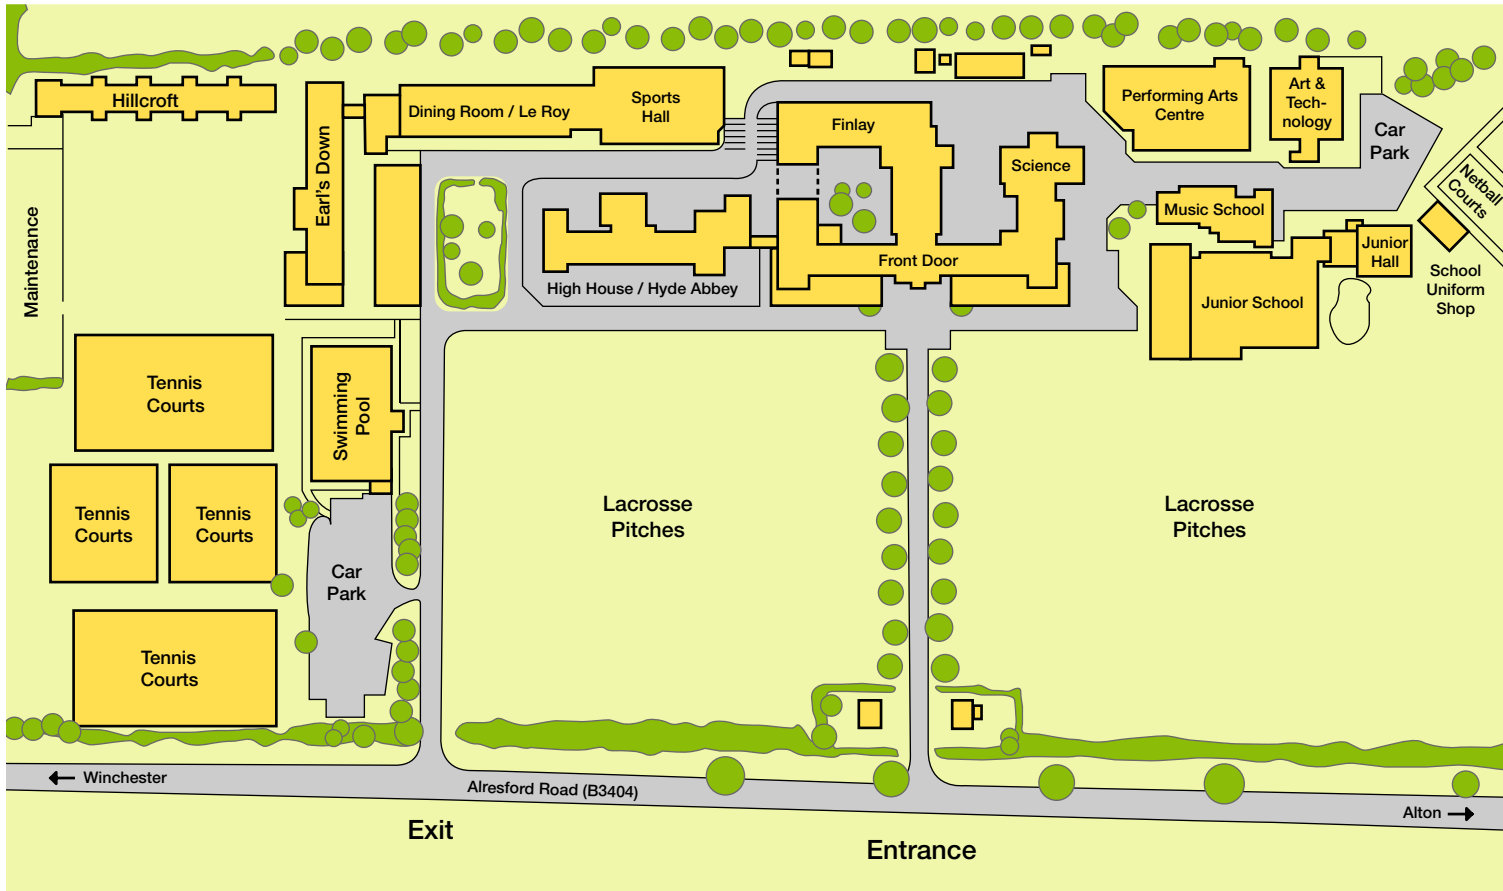 Hillcroft
Earl's Down
Dining Room / Le Roy
Sports
Hall
Finlay
Science
Performing Arts
Centre
Art &
Tech-
nology
Car
Park
Netball
Courts
Maintenance
High House / Hyde Abbey
Front Door
Music School
Junior
Hall
Junior School
School
Uniform
Shop
Tennis
Courts
Swimming
Pool
Tennis
Courts
Tennis
Courts
Lacrosse
Pitches
Lacrosse
Pitches
Car
Park
Tennis
Courts
Winchester
Alresford Road (B3404)
Alton
Exit
Entrance